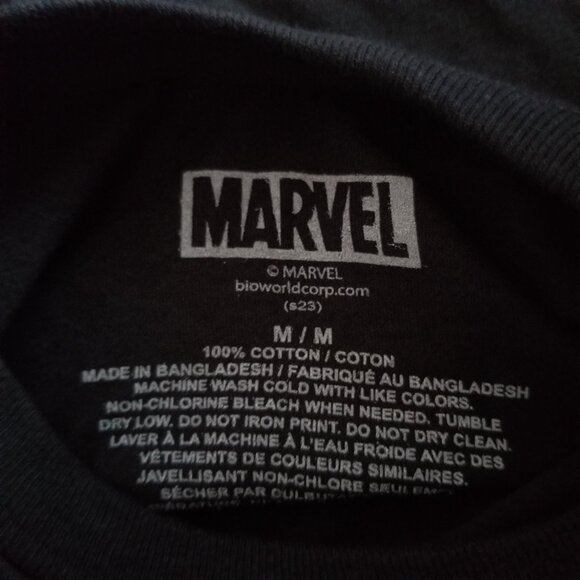 MARVEL
© MARVEL
bioworldcorp.com
(s23)
M / M
100% COTTON / COTON
MADE IN BANGLADESH / FABRIQUÉ AU BANGLADESH
MACHINE WASH COLD WITH LIKE COLORS.
NON-CHLORINE BLEACH WHEN NEEDED. TUMBLE
DRY LOW. DO NOT IRON PRINT. DO NOT DRY CLEAN.
LAVER À LA MACHINE À L'EAU FROIDE AVEC DES
VÊTEMENTS DE COULEURS SIMILAIRES.
JAVELLISANT NON-CHLORE
SÉCHER PAR